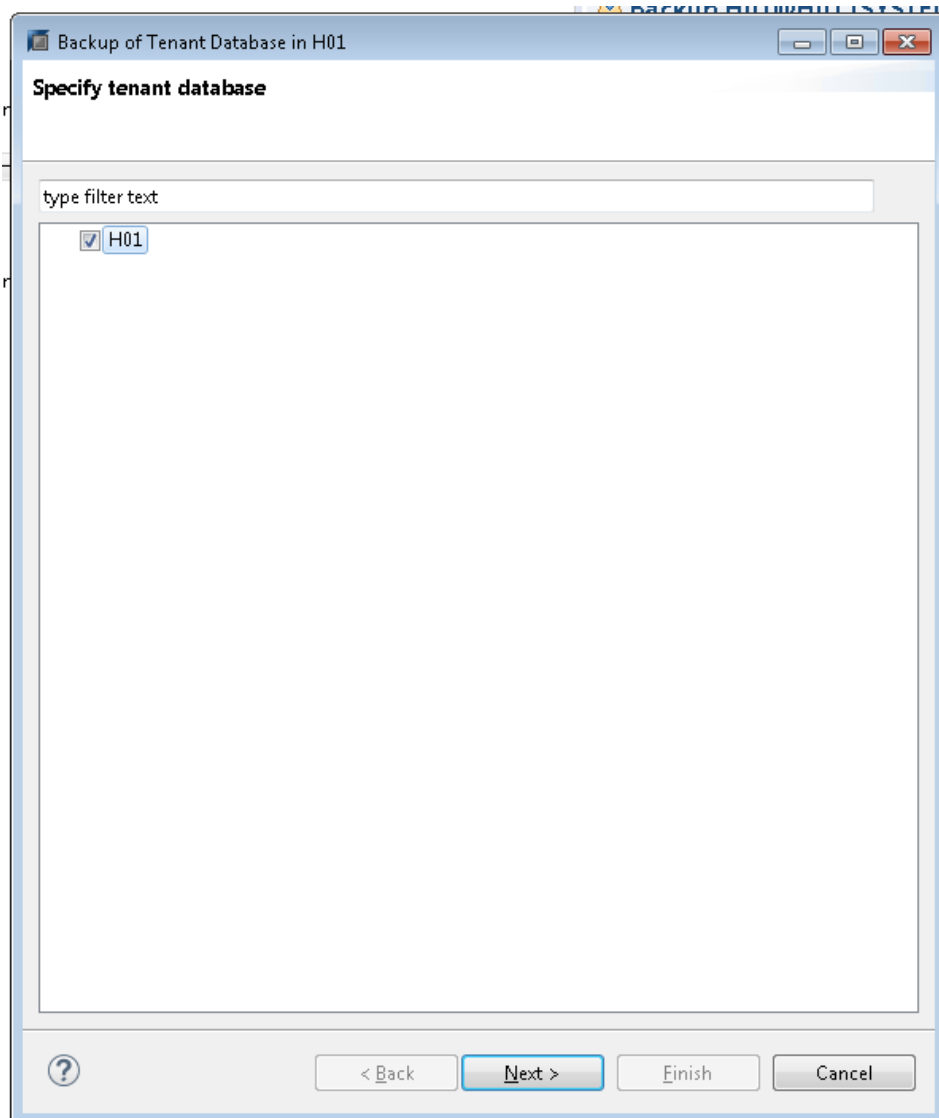 Backup of Tenant Database in H01
Specify tenant database
type filter text
H01
< Back
Next >
Finish
Cancel